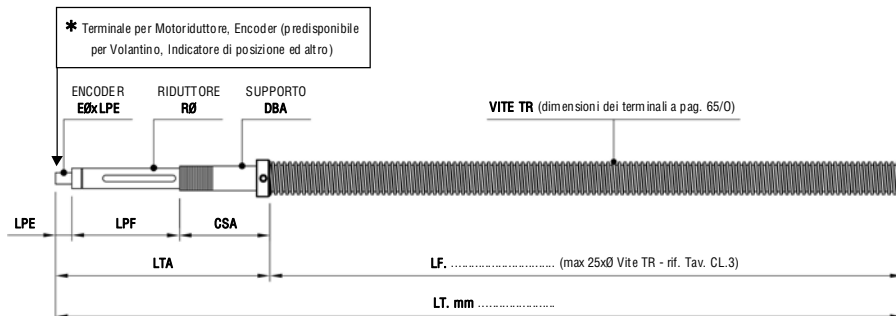 * Terminale per Motoriduttore, Encoder (predisponibile
per Volantino, Indicatore di posizione ed altro)
ENCODER
EØxLPE
RIDUTTORE
RØ
SUPPORTO
DBA
VITE TR (dimensioni dei terminali a pag. 65/0)
LPE
LPF
CSA
LTA
LF. .............................. (max 25xØ Vite TR - rif. Tav. CL.3)
LT. mm ......................